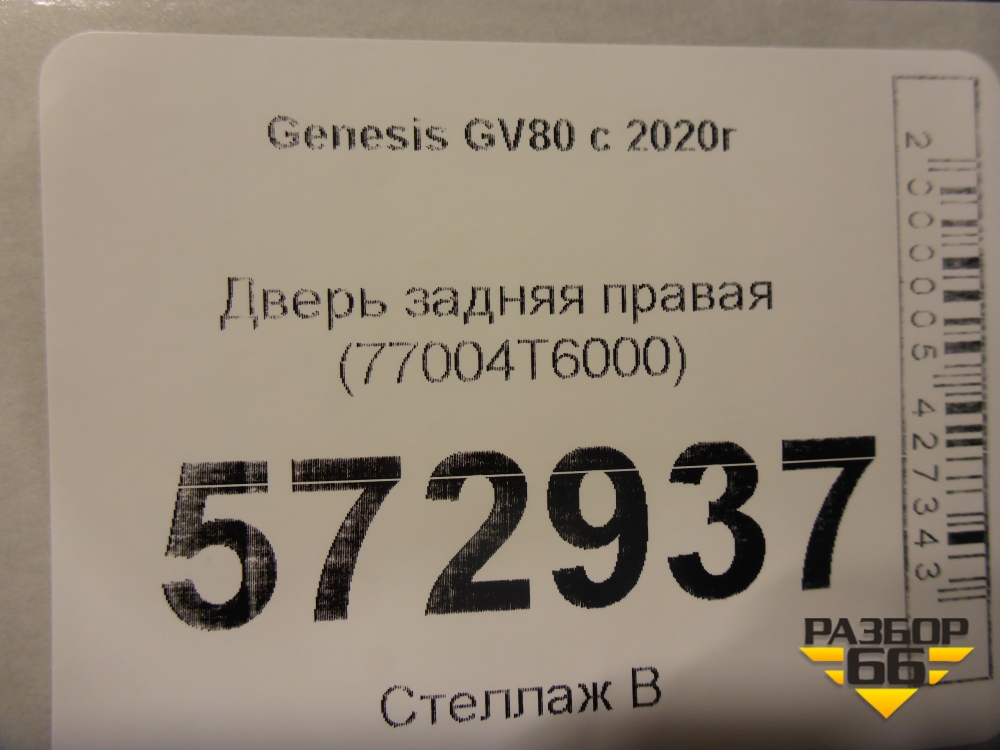 Genesis GV80 с 2020г
Дверь задняя правая
(77004T6000)
572937
Стеллаж В
2000005427343
РАЗБОР
66